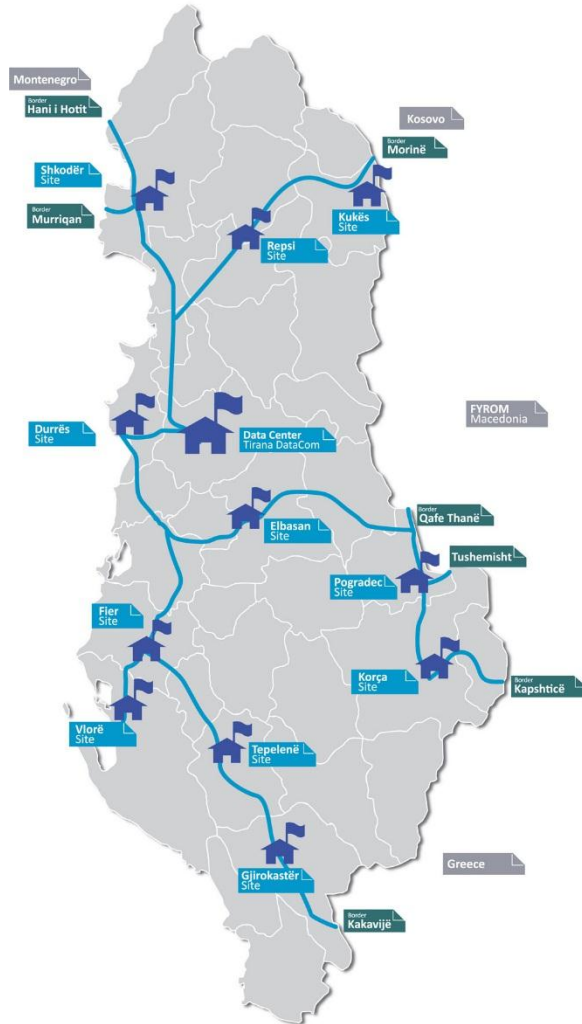 Montenegro
Border
Hani i Hotit
Kosovo
Border
Morinë
Shkodër
Site
Border
Murriqan
Kukës
Site
Repsi
Site
FYROM
Macedonia
Durrës
Site
Data Center
Tirana DataCom
Border
Qafe Thanë
Elbasan
Site
Tushemisht
Pogradec
Site
Fier
Site
Korça
Site
Border
Kapshticë
Vlorë
Site
Tepelenë
Site
Greece
Gjirokastër
Site
Border
Kakavijë